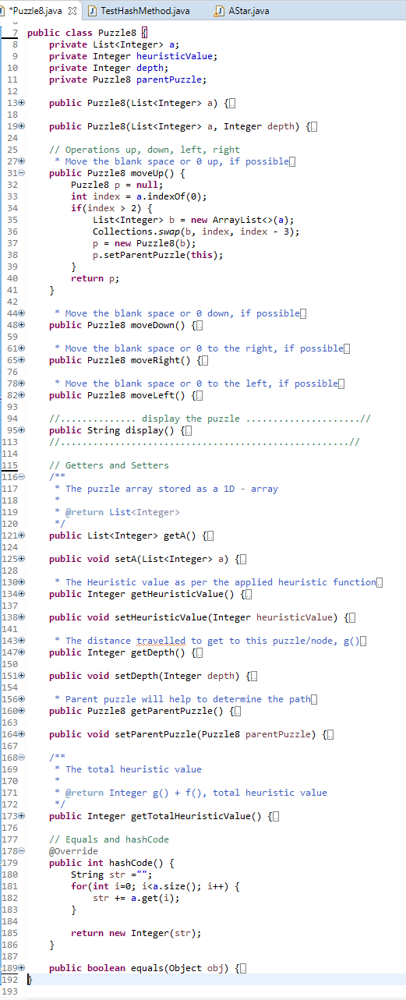 *Puzzle8.java TestHashMethod.java AStar.java
7 public class Puzzle8 {
8 private List<Integer> a;
9 private Integer heuristicValue;
10 private Integer depth;
11 private Puzzle8 parentPuzzle;
12
13 public Puzzle8(List<Integer> a) {
18
19 public Puzzle8(List<Integer> a, Integer depth) {
24
25 // Operations up, down, left, right
27 * Move the blank space or 0 up, if possible
31 public Puzzle8 moveUp() {
32 Puzzle8 p = null;
33 int index = a.indexOf(0);
34 if(index > 2) {
35 List<Integer> b = new ArrayList<>(a);
36 Collections.swap(b, index, index - 3);
37 p = new Puzzle8(b);
38 p.setParentPuzzle(this);
39 }
40 return p;
41 }
42
44 * Move the blank space or 0 down, if possible
48 public Puzzle8 moveDown() {
59
61 * Move the blank space or 0 to the right, if possible
65 public Puzzle8 moveRight() {
76
78 * Move the blank space or 0 to the left, if possible
82 public Puzzle8 moveLeft() {
93
94 //.............. display the puzzle .....................//
95 public String display() {
113 //.....................................................//
114
115 // Getters and Setters
116 /**
117 * The puzzle array stored as a 1D - array
118 *
119 * @return List<Integer>
120 */
121 public List<Integer> getA() {
124
125 public void setA(List<Integer> a) {
128
130 * The Heuristic value as per the applied heuristic function
134 public Integer getHeuristicValue() {
137
138 public void setHeuristicValue(Integer heuristicValue) {
141
143 * The distance travelled to get to this puzzle/node, g()
147 public Integer getDepth() {
150
151 public void setDepth(Integer depth) {
154
156 * Parent puzzle will help to determine the path
160 public Puzzle8 getParentPuzzle() {
163
164 public void setParentPuzzle(Puzzle8 parentPuzzle) {
167
168 /**
169 * The total heuristic value
170 *
171 * @return Integer g() + f(), total heuristic value
172 */
173 public Integer getTotalHeuristicValue() {
176
177 // Equals and hashCode
178 @Override
179 public int hashCode() {
180 String str ="";
181 for(int i=0; i<a.size(); i++) {
182 str += a.get(i);
183 }
184
185 return new Integer(str);
186 }
187
189 public boolean equals(Object obj) {
192 }
193